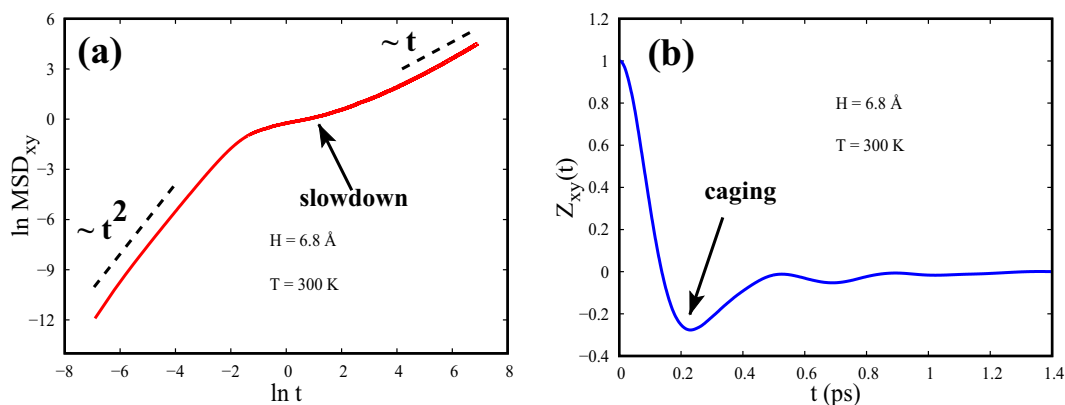 (a)
~ t
~ t²
slowdown
H = 6.8 Å
T = 300 K
6
3
0
−3
−6
−9
−12
−8
−6
−4
−2
0
2
4
6
8
ln MSDxy
ln t
(b)
H = 6.8 Å
T = 300 K
caging
1.2
1
0.8
0.6
0.4
0.2
0
−0.2
−0.4
0
0.2
0.4
0.6
0.8
1
1.2
1.4
Zxy(t)
t (ps)